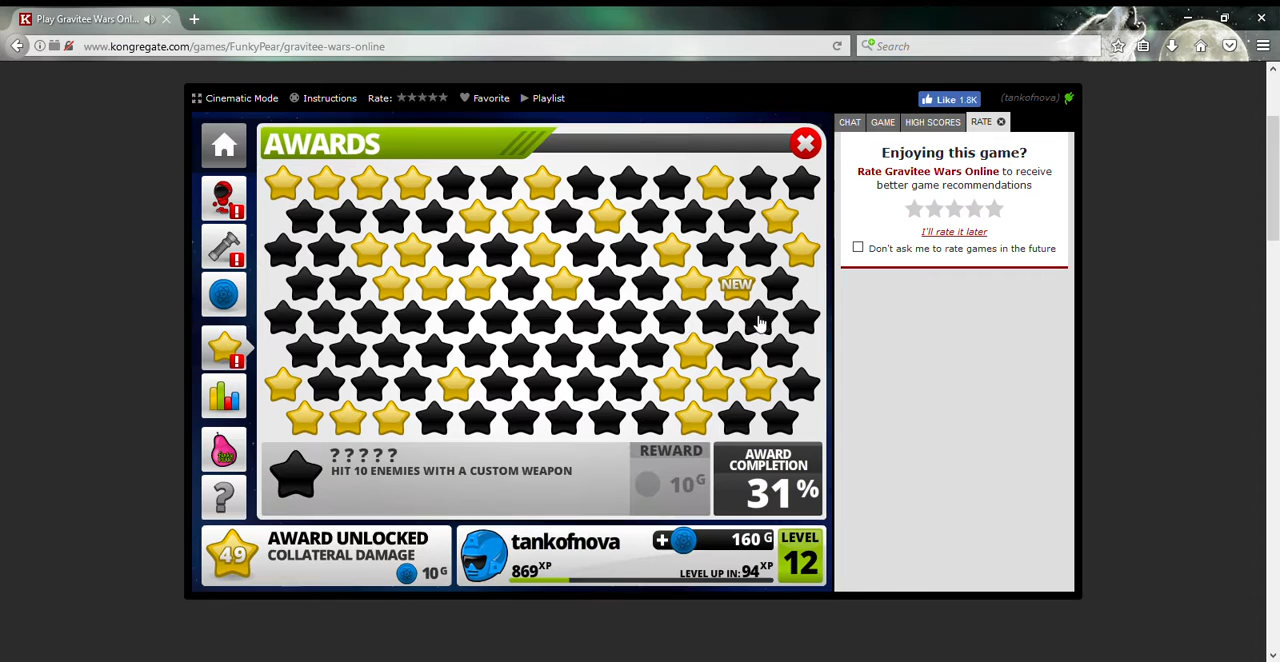 Play Gravitee Wars Onl...
www.kongregate.com/games/FunkyPear/gravitee-wars-online
Search
Cinematic Mode
Instructions
Rate:
Favorite
Playlist
Like 1.8K
(tankofnova)
CHAT
GAME
HIGH SCORES
RATE
AWARDS
Enjoying this game?
Rate Gravitee Wars Online to receive
better game recommendations
I'll rate it later
Don't ask me to rate games in the future
NEW
? ? ? ? ?
HIT 10 ENEMIES WITH A CUSTOM WEAPON
REWARD
10G
AWARD
COMPLETION
31%
49
AWARD UNLOCKED
COLLATERAL DAMAGE
10G
tankofnova
160 G
869XP
LEVEL UP IN: 94XP
LEVEL
12